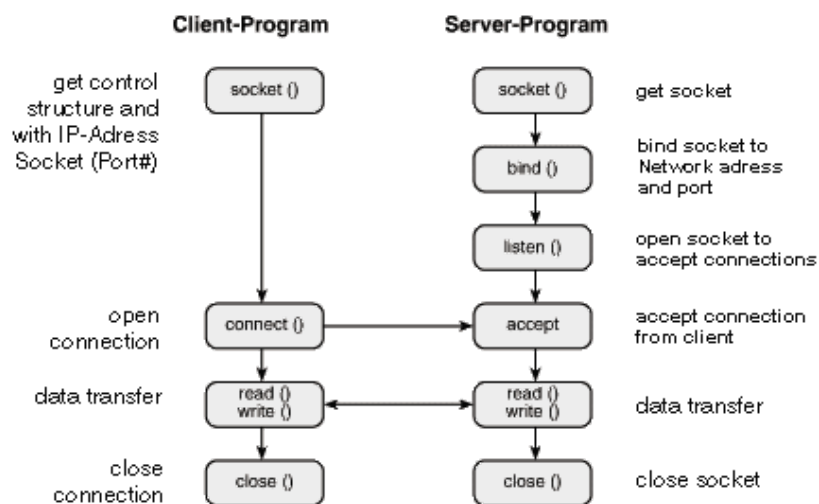 Client-Program
Server-Program
get control
structure and
with IP-Adress
Socket (Port#)
socket ()
socket ()
get socket
bind ()
bind socket to
Network adress
and port
listen ()
open socket to
accept connections
open
connection
connect ()
accept
accept connection
from client
data transfer
read ()
write ()
read ()
write ()
data transfer
close
connection
close ()
close ()
close socket